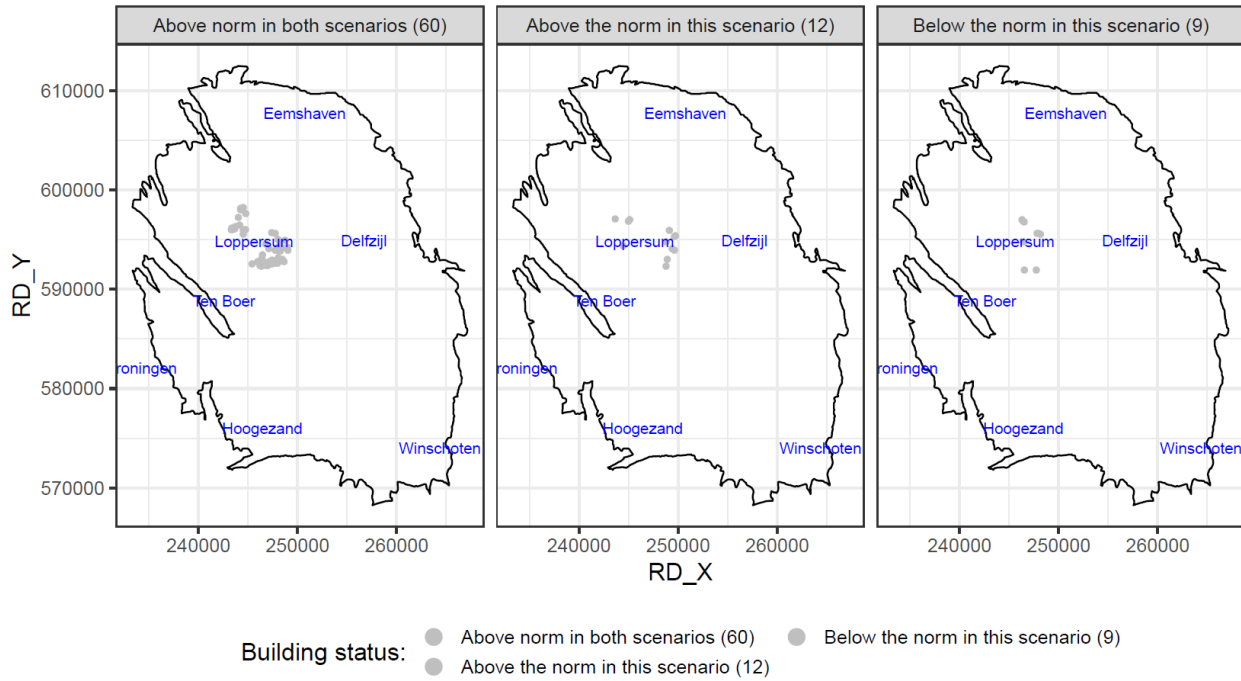 Above norm in both scenarios (60)
Above the norm in this scenario (12)
Below the norm in this scenario (9)
RD_Y
610000
600000
590000
580000
570000
Eemshaven
Loppersum
Delfzijl
Ten Boer
roningen
Hoogezand
Winschoten
Eemshaven
Loppersum
Delfzijl
Ten Boer
roningen
Hoogezand
Winschoten
Eemshaven
Loppersum
Delfzijl
Ten Boer
roningen
Hoogezand
Winschoten
240000 250000 260000
240000 250000 260000
240000 250000 260000
RD_X
Building status:
Above norm in both scenarios (60)
Below the norm in this scenario (9)
Above the norm in this scenario (12)